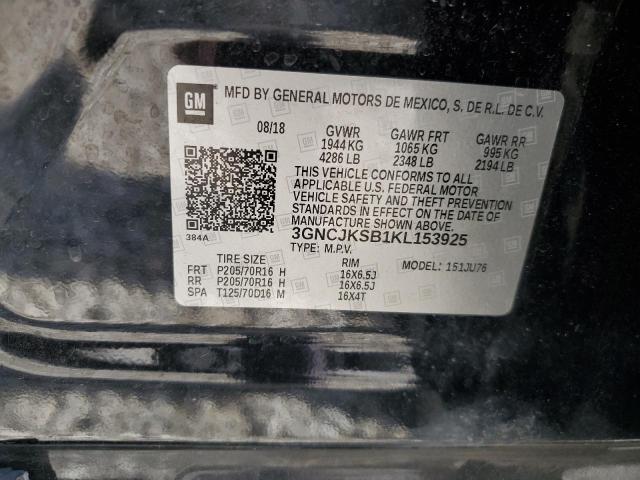 GM MFD BY GENERAL MOTORS DE MEXICO, S. DE R.L. DE C.V.
08/18 GVWR GAWR FRT GAWR RR
1944 KG 1065 KG 995 KG
4286 LB 2348 LB 2194 LB
THIS VEHICLE CONFORMS TO ALL
APPLICABLE U.S. FEDERAL MOTOR
VEHICLE SAFETY AND THEFT PREVENTION
STANDARDS IN EFFECT ON THE DATE OF
MANUFACTURE SHOWN ABOVE.
384A 3GNCJKSB1KL153925
TYPE: M.P.V. MODEL: 151JU76
TIRE SIZE RIM
FRT P205/70R16 H 16X6.5J
RR P205/70R16 H 16X6.5J
SPA T125/70D16 M 16X4T